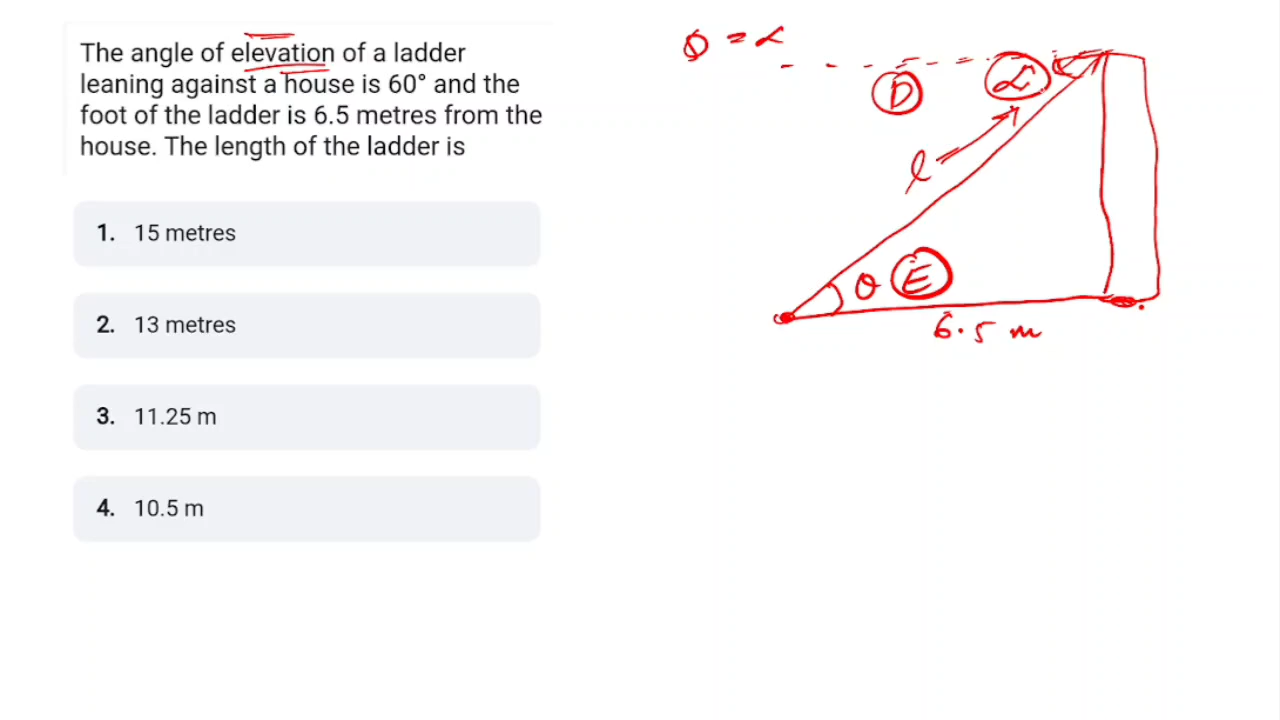 The angle of elevation of a ladder
leaning against a house is 60° and the
foot of the ladder is 6.5 metres from the
house. The length of the ladder is
1. 15 metres
2. 13 metres
3. 11.25 m
4. 10.5 m
θ = α
D
α
l
θ E
6.5 m